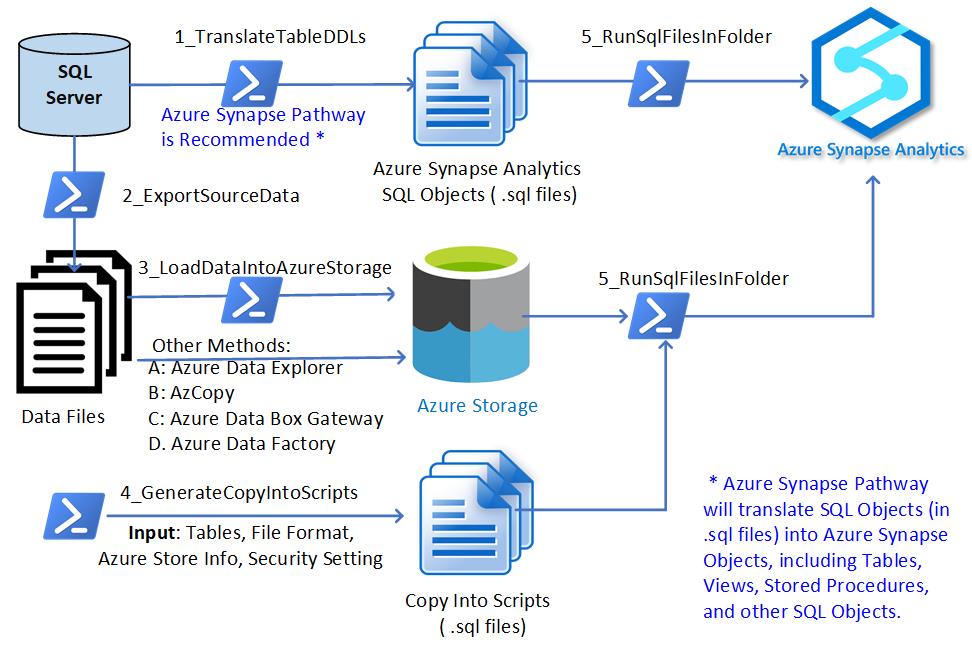 1_TranslateTableDDLs
5_RunSqlFilesInFolder
SQL
Server
Azure Synapse Pathway
is Recommended *
Azure Synapse Analytics
Azure Synapse Analytics
SQL Objects ( .sql files)
2_ExportSourceData
3_LoadDataIntoAzureStorage
5_RunSqlFilesInFolder
Other Methods:
A: Azure Data Explorer
B: AzCopy
C: Azure Data Box Gateway
D. Azure Data Factory
Data Files
Azure Storage
4_GenerateCopyIntoScripts
Input: Tables, File Format,
Azure Store Info, Security Setting
Copy Into Scripts
( .sql files)
* Azure Synapse Pathway
will translate SQL Objects (in
.sql files) into Azure Synapse
Objects, including Tables,
Views, Stored Procedures,
and other SQL Objects.